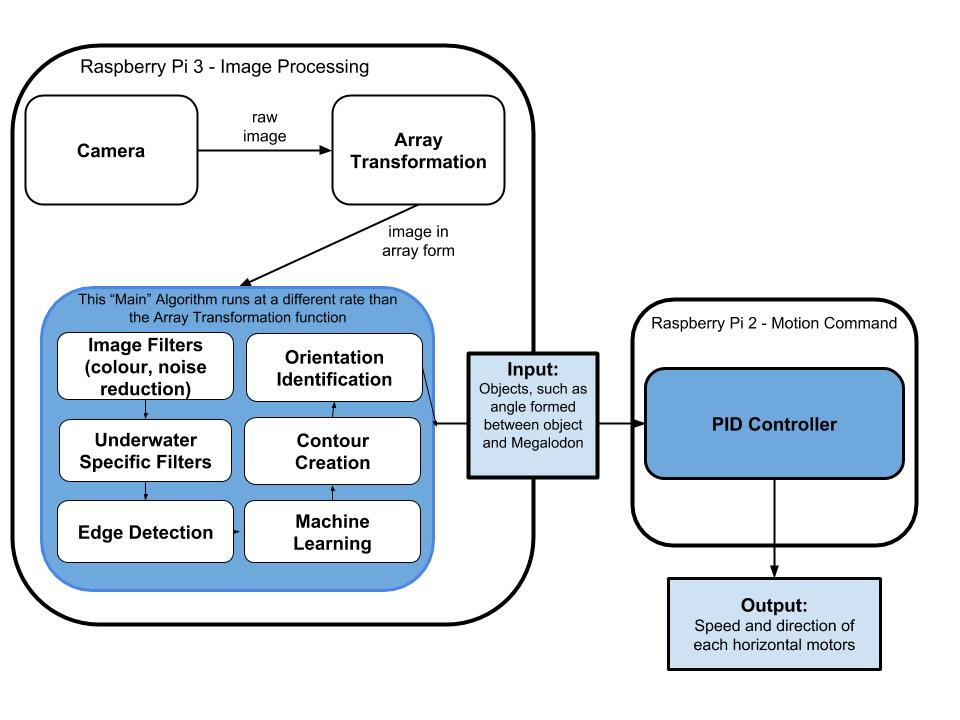 Raspberry Pi 3 - Image Processing
Camera
raw
image
Array
Transformation
image in
array form
This “Main” Algorithm runs at a different rate than
the Array Transformation function
Image Filters
(colour, noise
reduction)
Underwater
Specific Filters
Edge Detection
Machine
Learning
Contour
Creation
Orientation
Identification
Input:
Objects, such as
angle formed
between object
and Megalodon
Raspberry Pi 2 - Motion Command
PID Controller
Output:
Speed and direction of
each horizontal motors